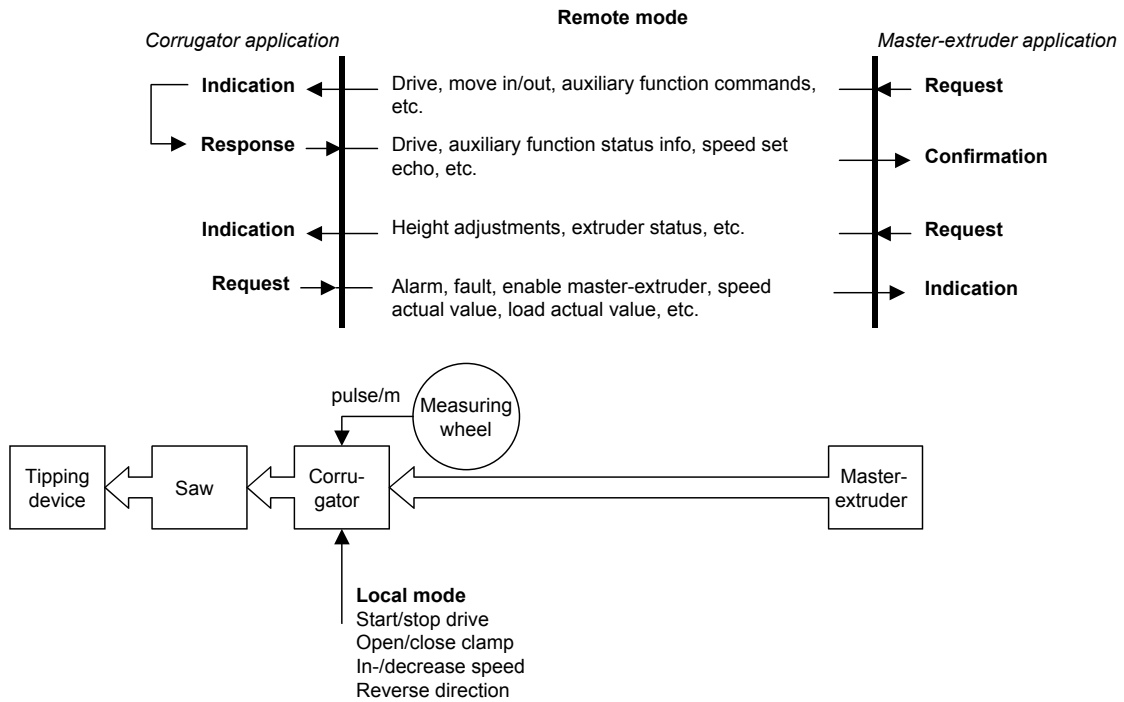 Remote mode
Corrugator application
Master-extruder application
Indication
Drive, move in/out, auxiliary function commands,
etc.
Request
Response
Drive, auxiliary function status info, speed set
echo, etc.
Confirmation
Indication
Height adjustments, extruder status, etc.
Request
Request
Alarm, fault, enable master-extruder, speed
actual value, load actual value, etc.
Indication
pulse/m
Measuring
wheel
Tipping
device
Saw
Corru-
gator
Master-
extruder
Local mode
Start/stop drive
Open/close clamp
In-/decrease speed
Reverse direction